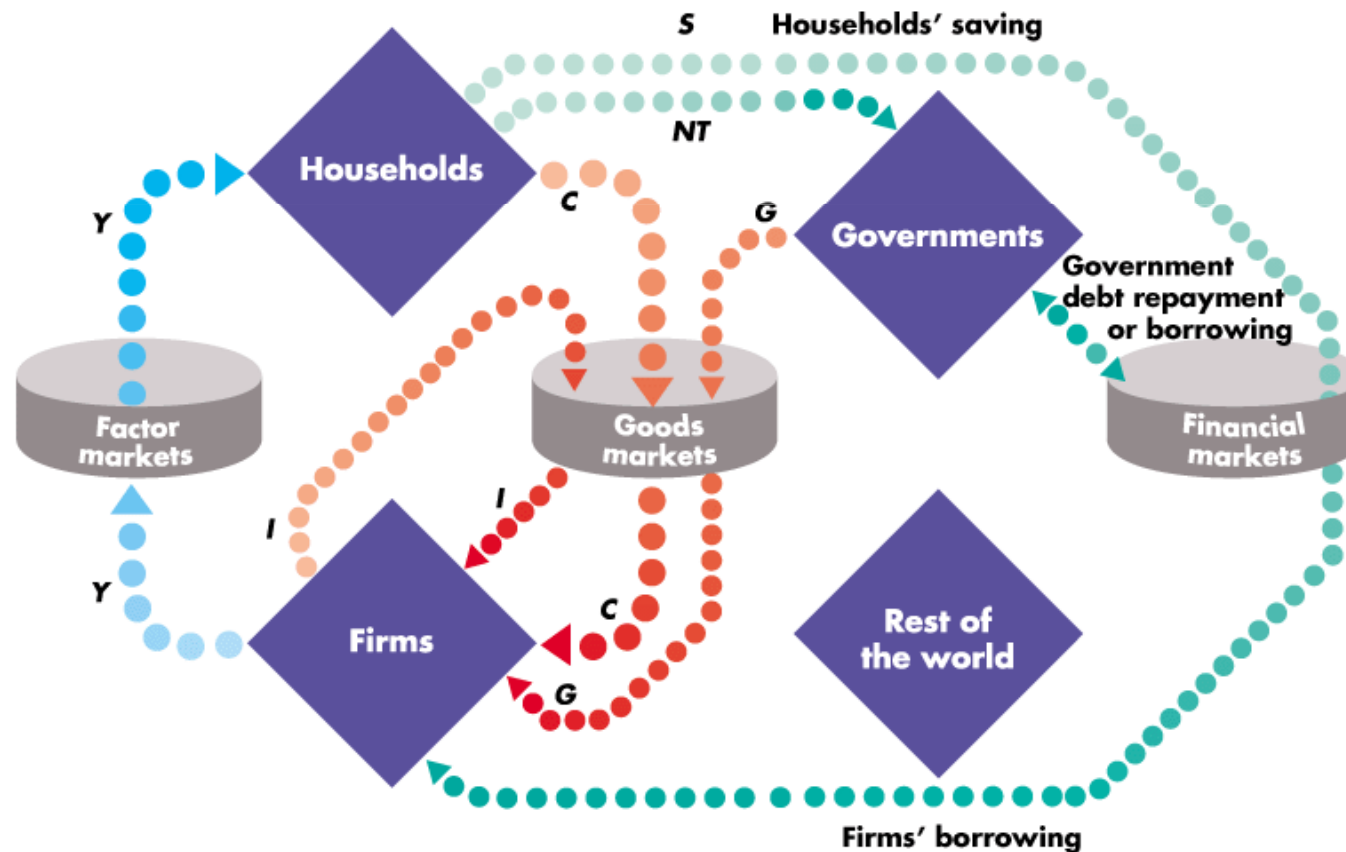 S Households' saving
NT
Households
C
Y
G
Governments
Government
debt repayment
or borrowing
Factor
markets
Goods
markets
Financial
markets
I
I
Y
C
Firms
G
Rest of
the world
Firms' borrowing